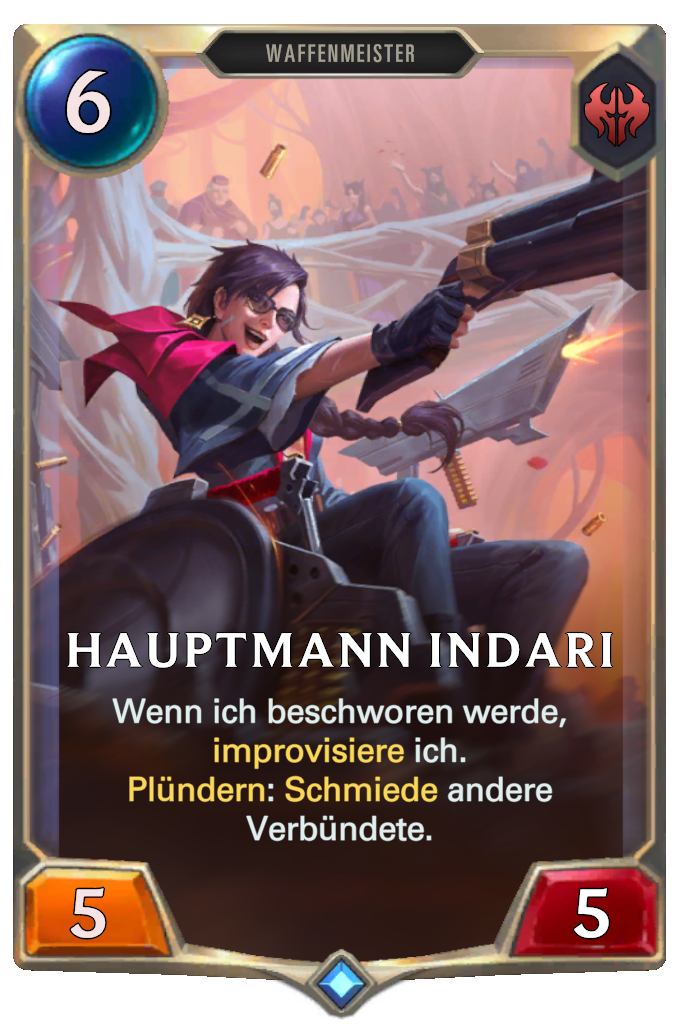 WAFFENMEISTER
6
HAUPTMANN INDARI
Wenn ich beschworen werde,
improvisiere ich.
Plündern: Schmiede andere
Verbündete.
5 5